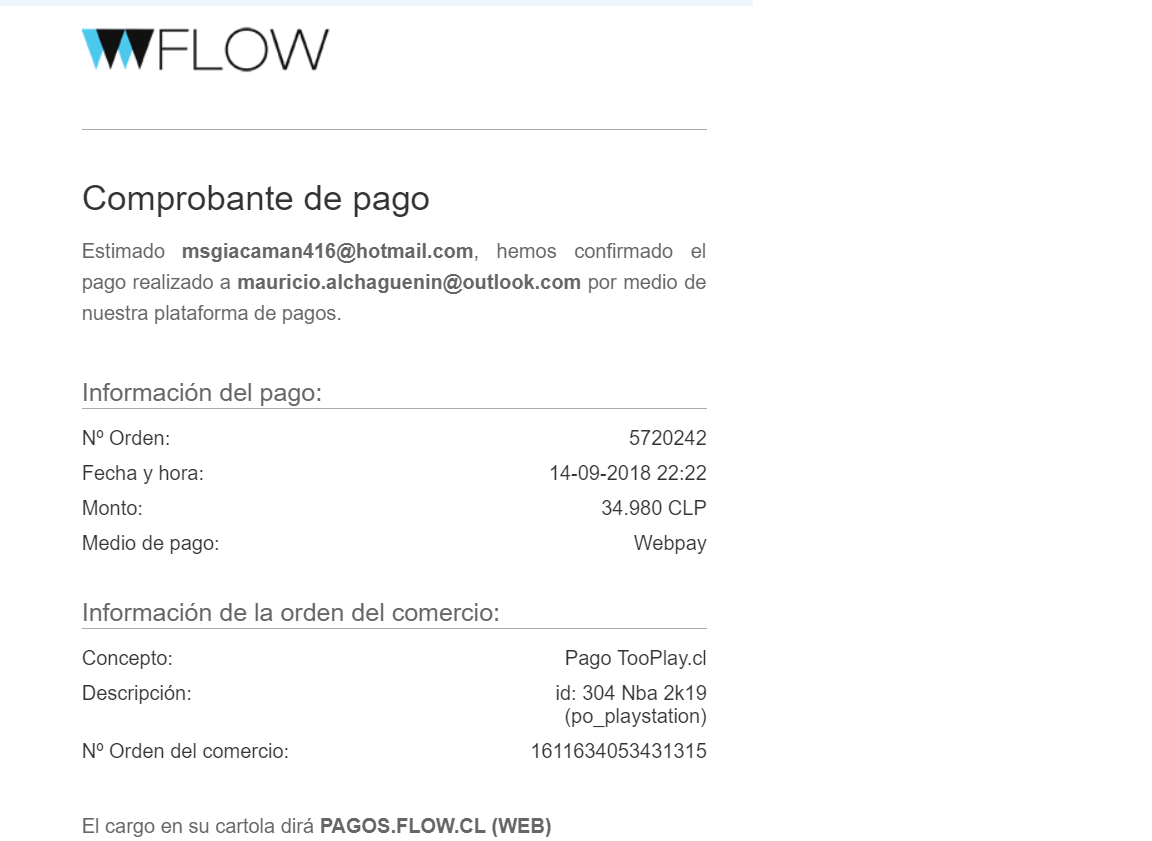 FLOW
Comprobante de pago
Estimado msgiacaman416@hotmail.com, hemos confirmado el
pago realizado a mauricio.alchaguenin@outlook.com por medio de
nuestra plataforma de pagos.
Información del pago:
Nº Orden: 5720242
Fecha y hora: 14-09-2018 22:22
Monto: 34.980 CLP
Medio de pago: Webpay
Información de la orden del comercio:
Concepto: Pago TooPlay.cl
Descripción: id: 304 Nba 2k19
(po_playstation)
Nº Orden del comercio: 1611634053431315
El cargo en su cartola dirá PAGOS.FLOW.CL (WEB)